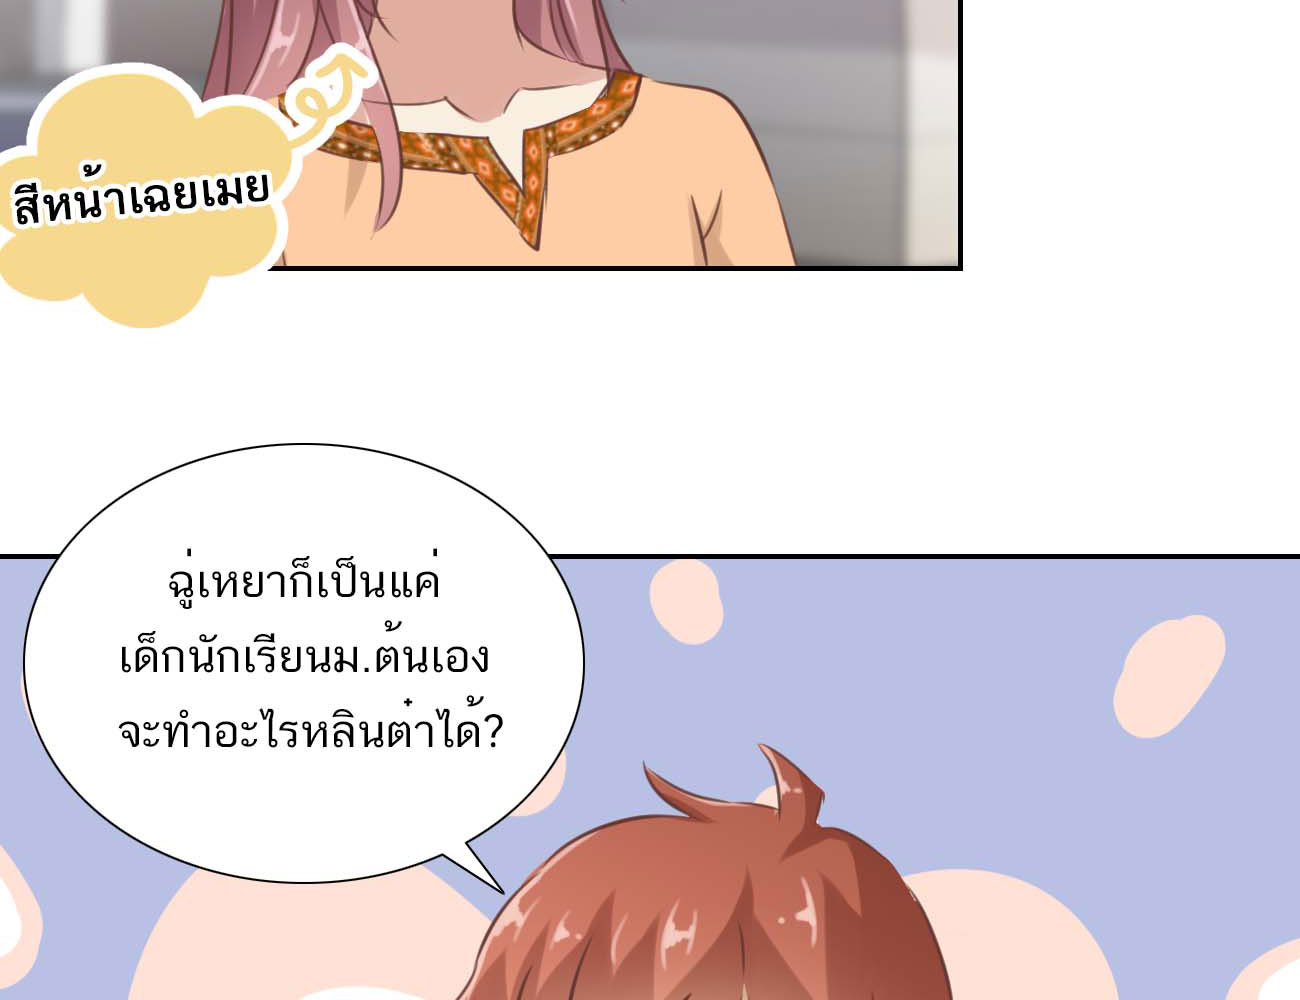 สีหน้าเฉยเมย
ฉู่เหยาก็เป็นแค่
เด็กนักเรียนม.ต้นเอง
จะทำอะไรหลินต๋าได้?